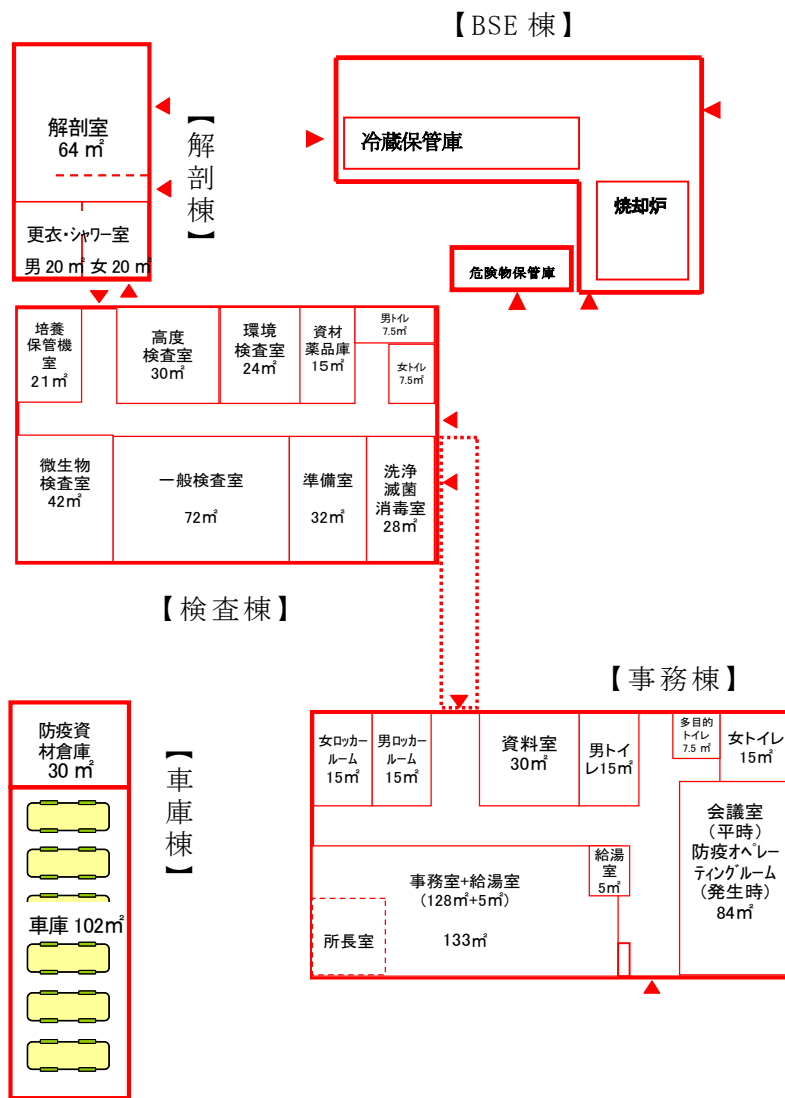 【BSE 棟】
解剖室
64 ㎡
【解剖棟】
更衣・シャワー室
男 20 ㎡ 女 20 ㎡
冷蔵保管庫
焼却炉
危険物保管庫
培養
保管機
室
21㎡
高度
検査室
30㎡
環境
検査室
24㎡
資材
薬品庫
15㎡
男トイレ
7.5㎡
女トイレ
7.5㎡
微生物
検査室
42㎡
一般検査室
72㎡
準備室
32㎡
洗浄
滅菌
消毒室
28㎡
【検査棟】
【事務棟】
防疫資
材倉庫
30 ㎡
【車庫棟】
車庫 102㎡
女ロッカー
ルーム
15㎡
男ロッカー
ルーム
15㎡
資料室
30㎡
男トイ
レ15㎡
多目的
トイレ
7.5 ㎡
女トイレ
15㎡
事務室+給湯室
(128㎡+5㎡)
133㎡
給湯
室
5㎡
所長室
会議室
(平時)
防疫オペレー
ティングルーム
(発生時)
84㎡